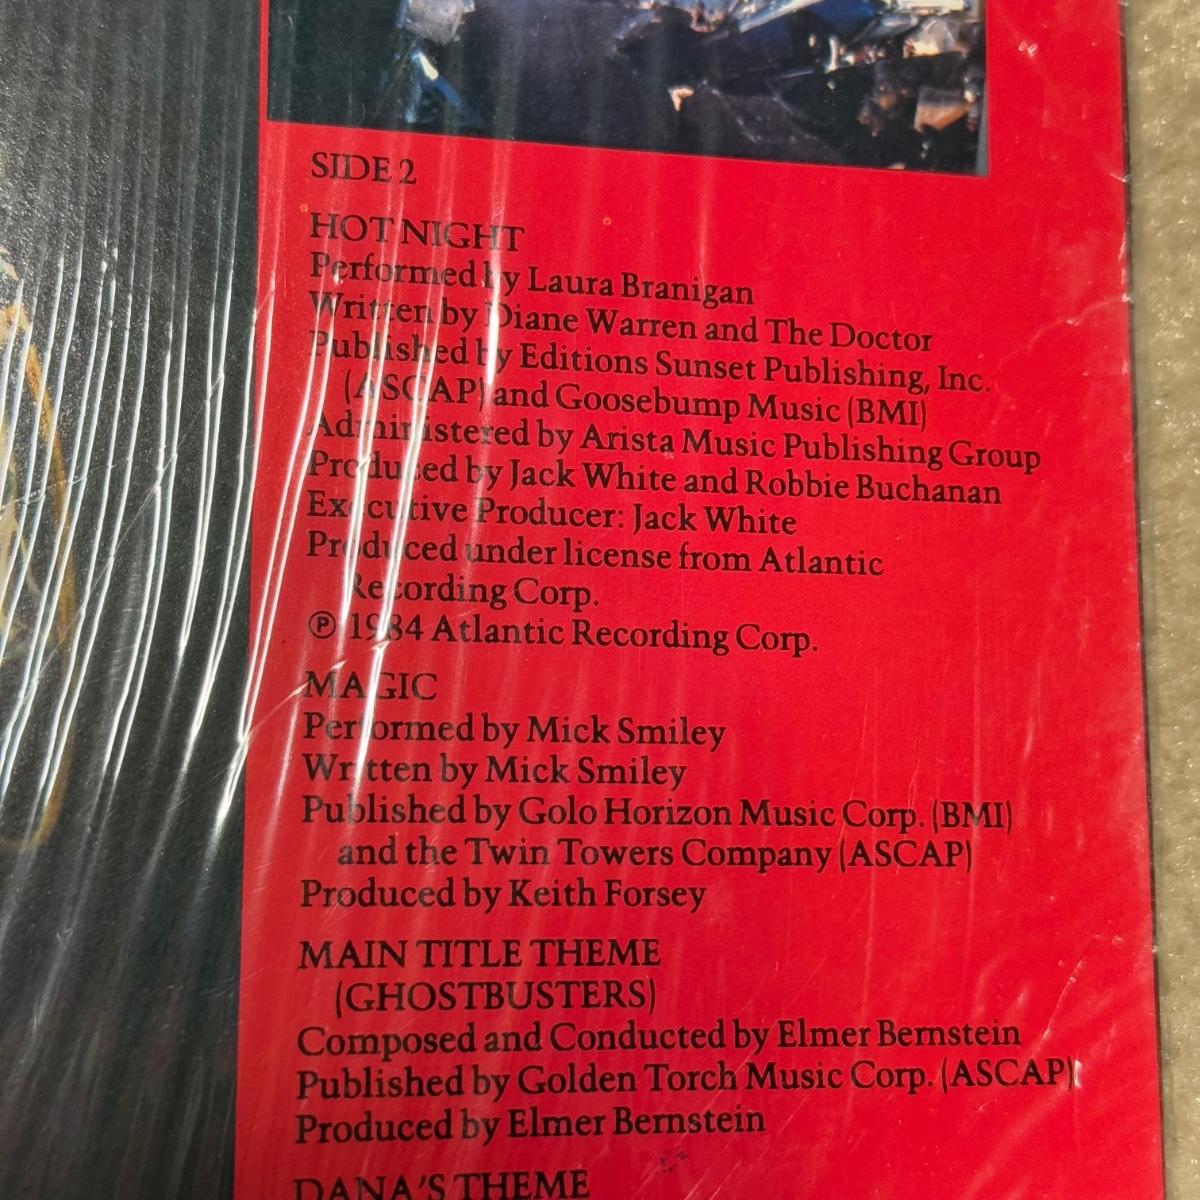 SIDE 2
HOT NIGHT
Performed by Laura Branigan
Written by Diane Warren and The Doctor
Published by Editions Sunset Publishing, Inc.
(ASCAP) and Goosebump Music (BMI)
Administered by Arista Music Publishing Group
Produced by Jack White and Robbie Buchanan
Executive Producer: Jack White
Produced under license from Atlantic
Recording Corp.
℗ 1984 Atlantic Recording Corp.
MAGIC
Performed by Mick Smiley
Written by Mick Smiley
Published by Golo Horizon Music Corp. (BMI)
and the Twin Towers Company (ASCAP)
Produced by Keith Forsey
MAIN TITLE THEME
(GHOSTBUSTERS)
Composed and Conducted by Elmer Bernstein
Published by Golden Torch Music Corp. (ASCAP)
Produced by Elmer Bernstein
DANA'S THEME